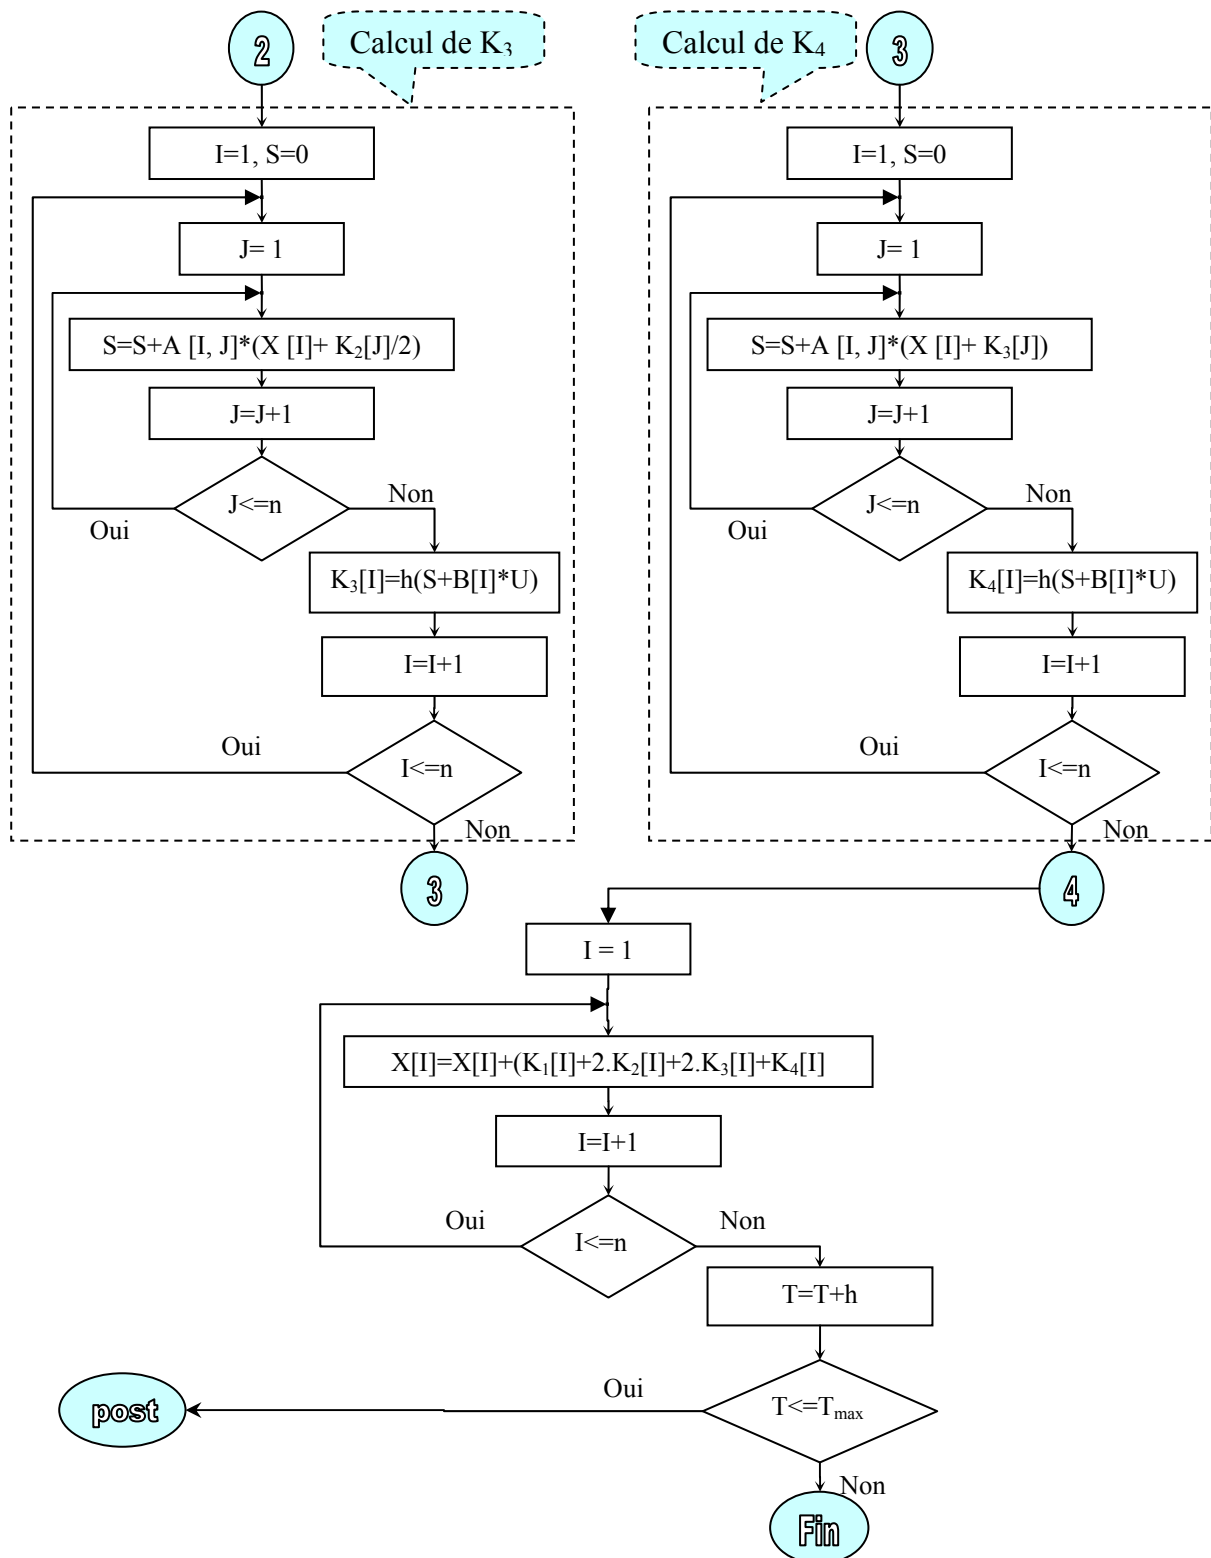 2
Calcul de K3
I=1, S=0
J= 1
S=S+A [I, J]*(X [I]+ K2[J]/2)
J=J+1
J<=n
Non
Oui
K3[I]=h(S+B[I]*U)
I=I+1
Oui
I<=n
Non
3
Calcul de K4
3
I=1, S=0
J= 1
S=S+A [I, J]*(X [I]+ K3[J])
J=J+1
J<=n
Non
Oui
K4[I]=h(S+B[I]*U)
I=I+1
Oui
I<=n
Non
4
I = 1
X[I]=X[I]+(K1[I]+2.K2[I]+2.K3[I]+K4[I]
I=I+1
Oui
I<=n
Non
T=T+h
Oui
post
T<=Tmax
Non
Fin